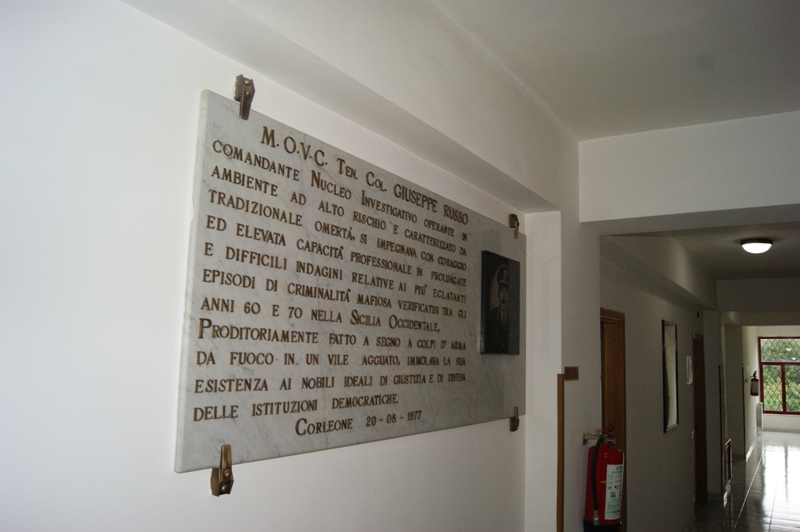 M.O.V.C. TEN. COL. GIUSEPPE RUSSO
COMANDANTE NUCLEO INVESTIGATIVO OPERANTE IN
AMBIENTE AD ALTO RISCHIO E CARATTERIZZATO DA
TRADIZIONALE OMERTÀ, SI IMPEGNAVA CON CORAGGIO
ED ELEVATA CAPACITÀ PROFESSIONALE IN PROLUNGATE
E DIFFICILI INDAGINI RELATIVE AI PIU' ECLATANTI
EPISODI DI CRIMINALITÀ MAFIOSA VERIFICATISI TRA GLI
ANNI 60 E 70 NELLA SICILIA OCCIDENTALE.
PRODITORIAMENTE FATTO A SEGNO A COLPI D'ARMA
DA FUOCO IN UN VILE AGGUATO, IMMOLAVA LA SUA
ESISTENZA AI NOBILI IDEALI DI GIUSTIZIA E DI DIFESA
DELLE ISTITUZIONI DEMOCRATICHE.
CORLEONE 20-08-1977